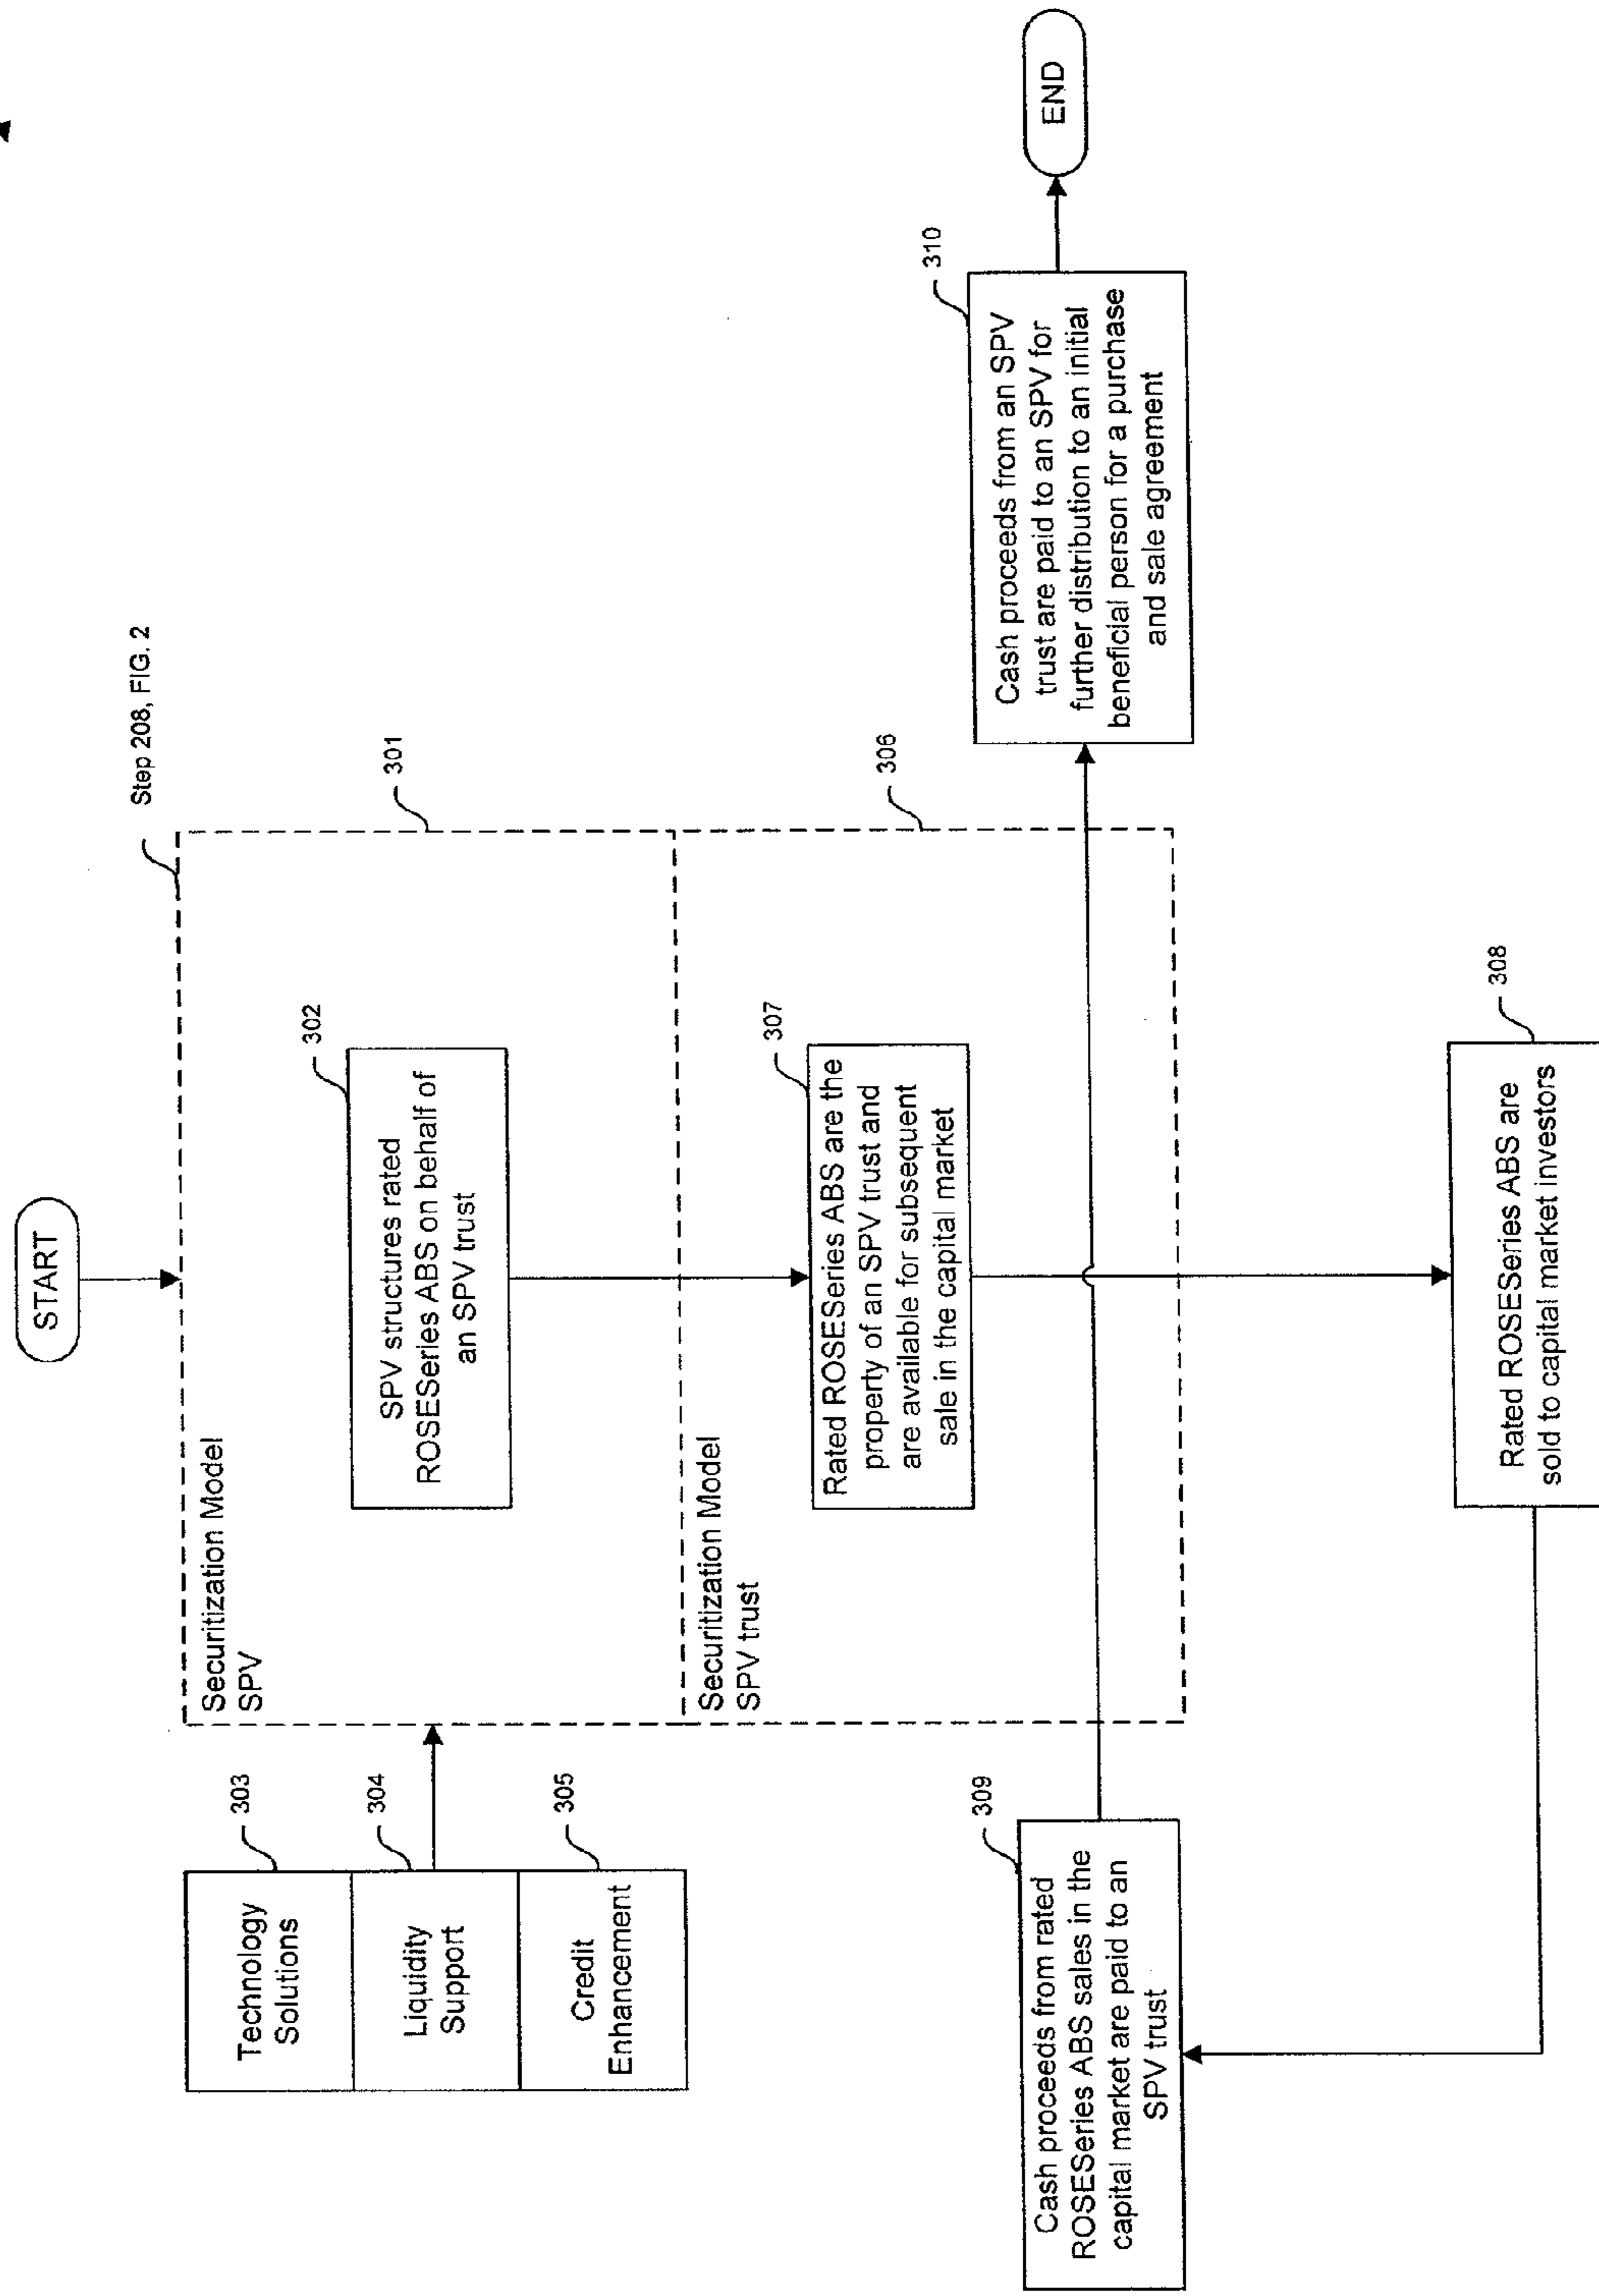 START
Step 208, FIG. 2
Securitization Model
SPV
301
302
SPV structures rated
ROSESeries ABS on behalf of
an SPV trust
303
Technology
Solutions
304
Liquidity
Support
305
Credit
Enhancement
Securitization Model
SPV trust
306
307
Rated ROSESeries ABS are the
property of an SPV trust and
are available for subsequent
sale in the capital market
308
Rated ROSESeries ABS are
sold to capital market investors
309
Cash proceeds from rated
ROSESeries ABS sales in the
capital market are paid to an
SPV trust
310
Cash proceeds from an SPV
trust are paid to an SPV for
further distribution to an initial
beneficial person for a purchase
and sale agreement
END